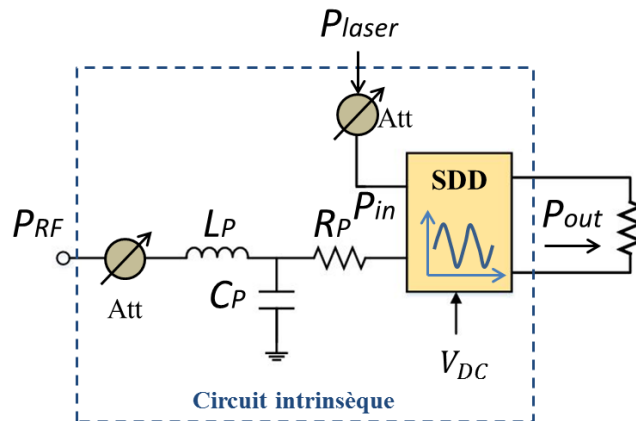 Plaser
Att
SDD
PRF
LP
RP
Pin
Pout
Att
CP
VDC
Circuit intrinsèque